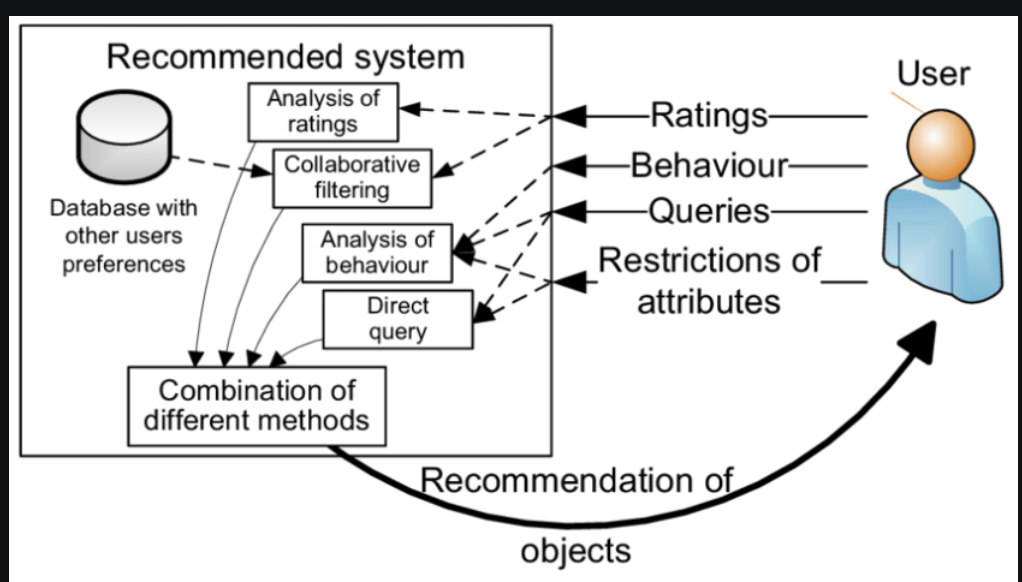 Recommended system
User
Analysis of
ratings
Ratings
Collaborative
filtering
Behaviour
Database with
other users
preferences
Queries
Analysis of
behaviour
Restrictions of
attributes
Direct
query
Combination of
different methods
Recommendation of
objects